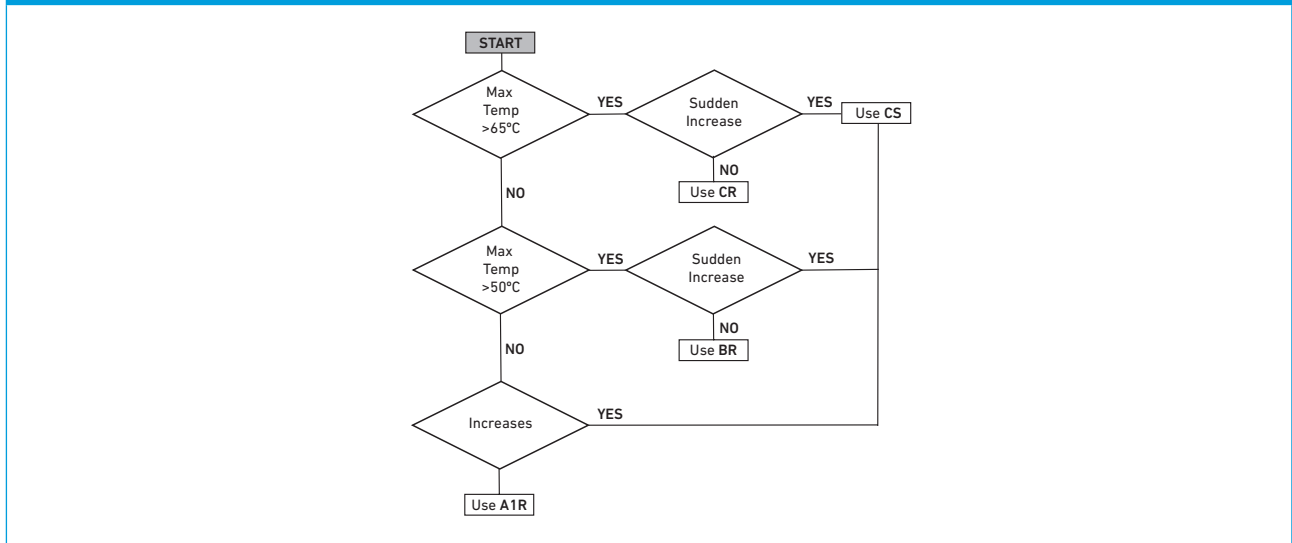 START
Max
Temp
>65°C
YES
Sudden
Increase
YES
Use CS
NO
NO
Use CR
Max
Temp
>50°C
YES
Sudden
Increase
YES
NO
NO
Use BR
Increases
YES
Use A1R